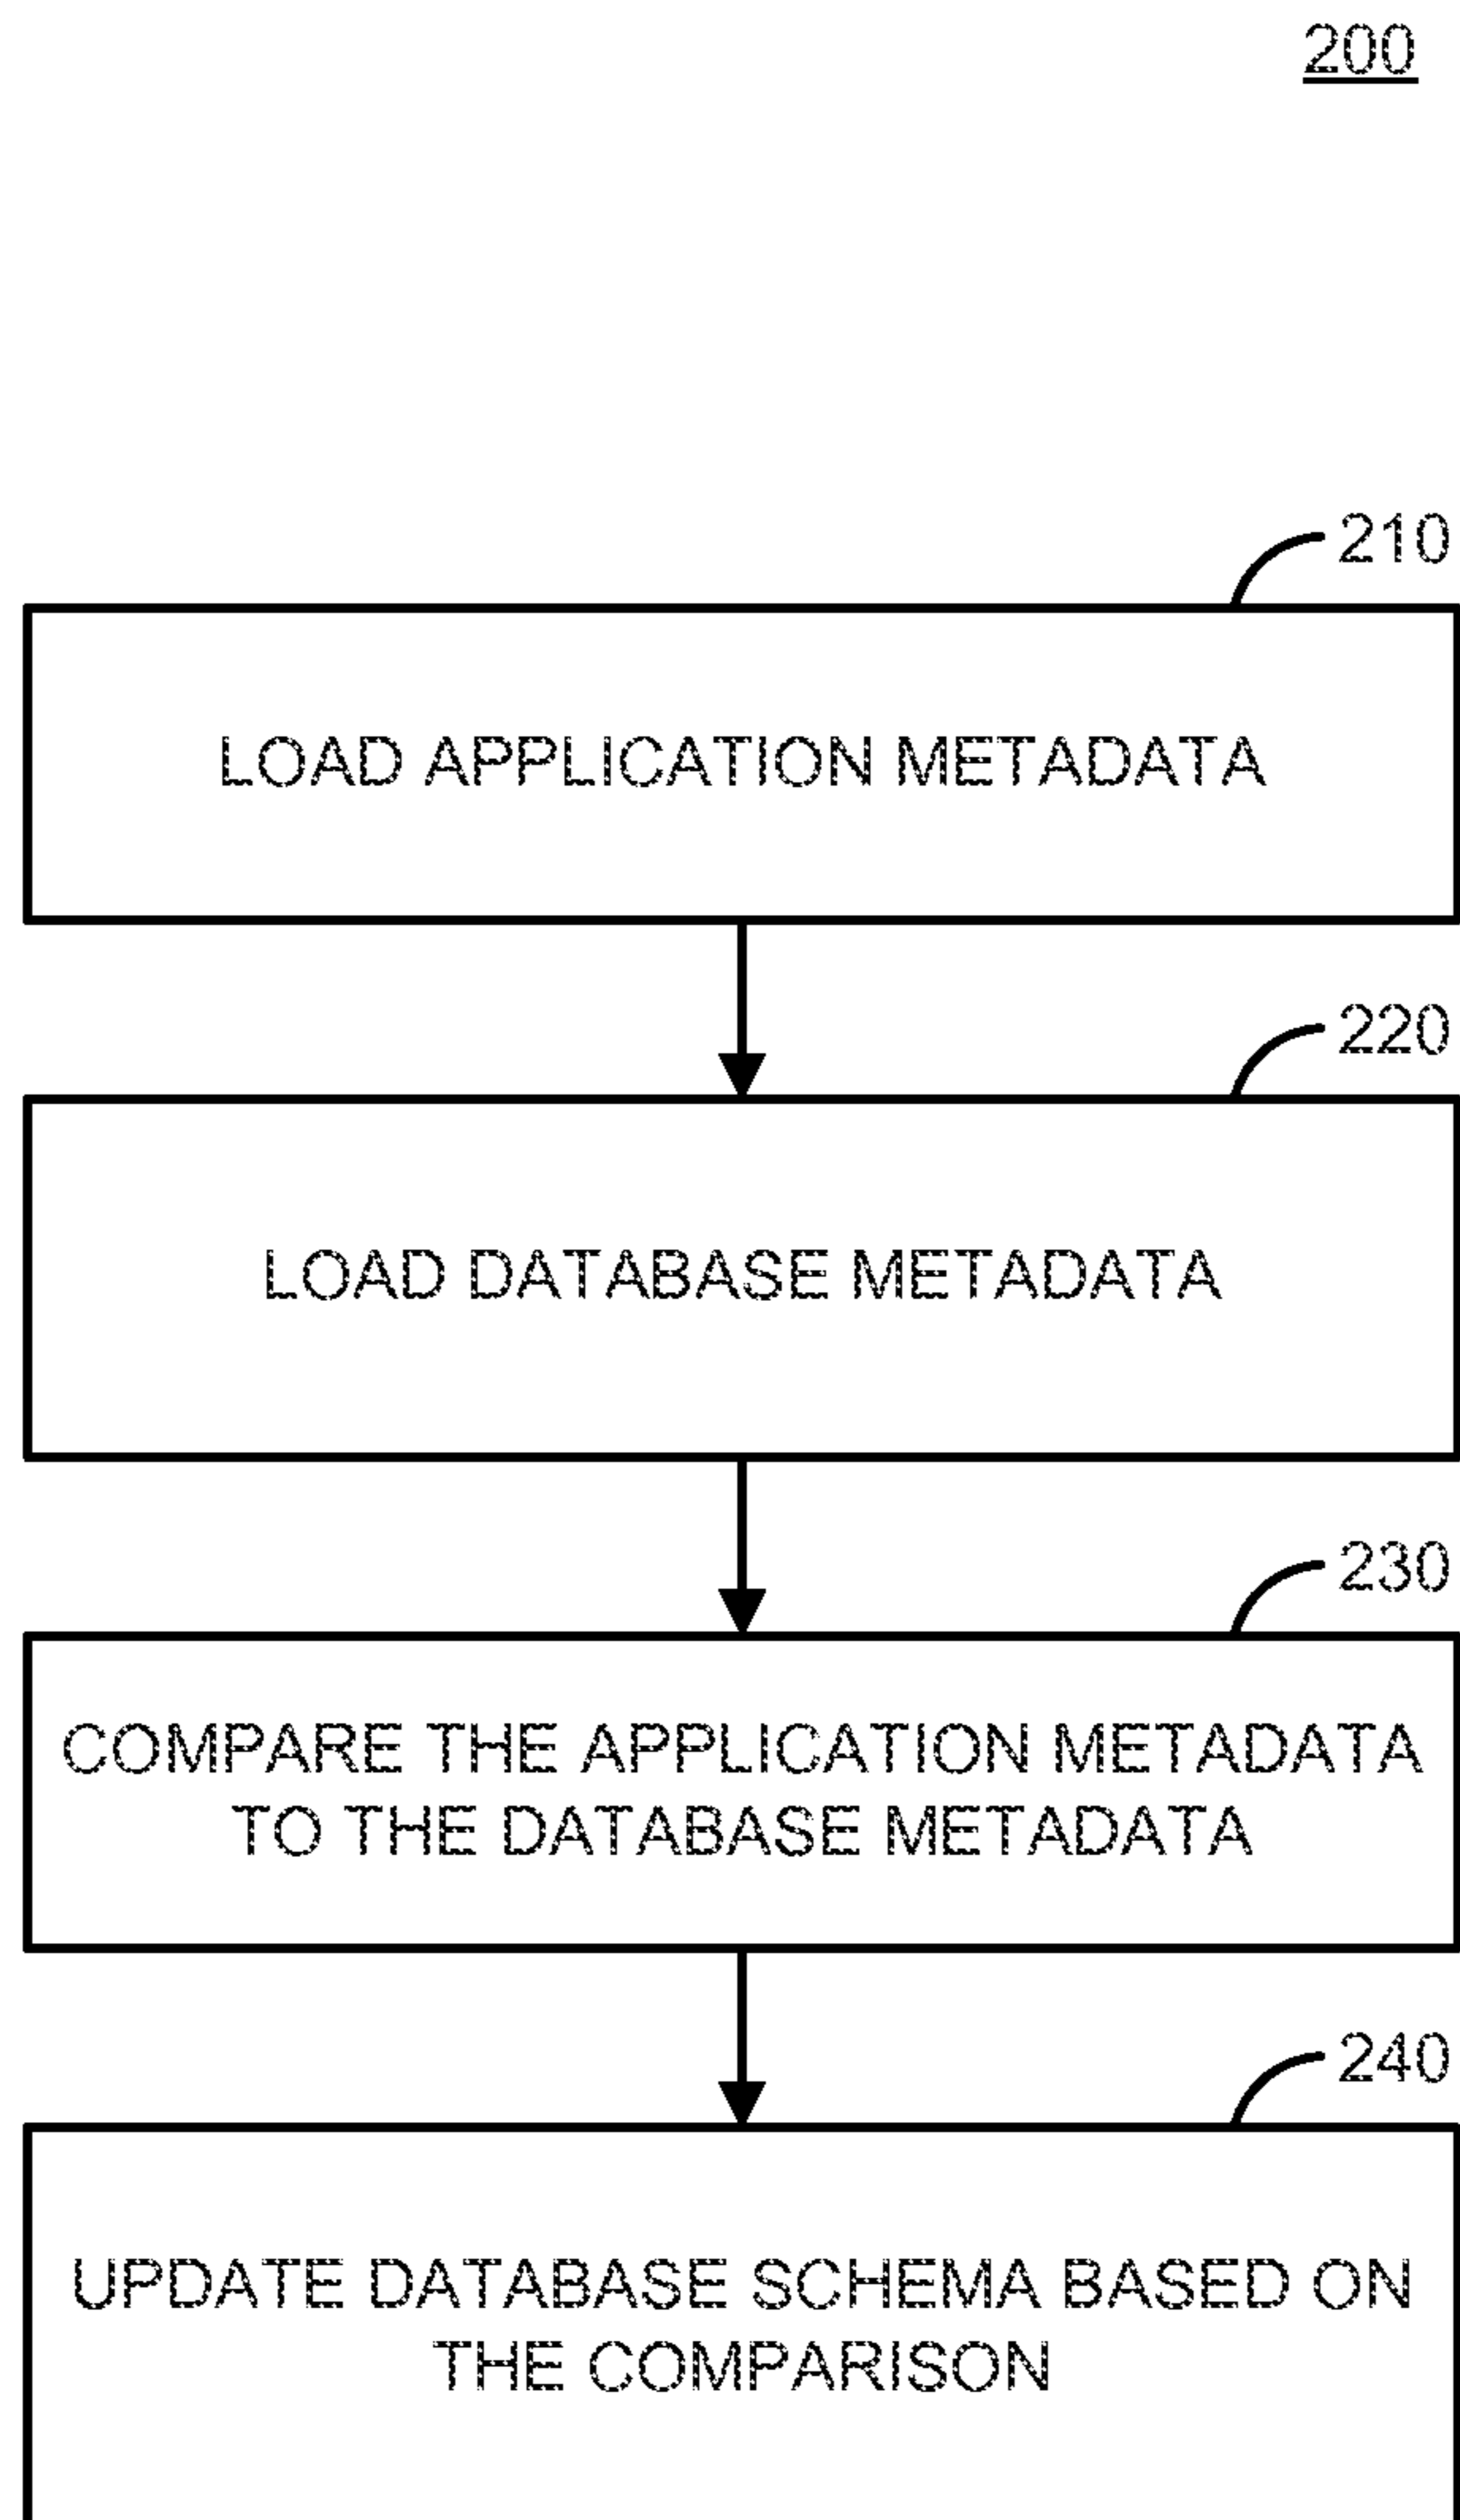 200
210
LOAD APPLICATION METADATA
220
LOAD DATABASE METADATA
230
COMPARE THE APPLICATION METADATA
TO THE DATABASE METADATA
240
UPDATE DATABASE SCHEMA BASED ON
THE COMPARISON